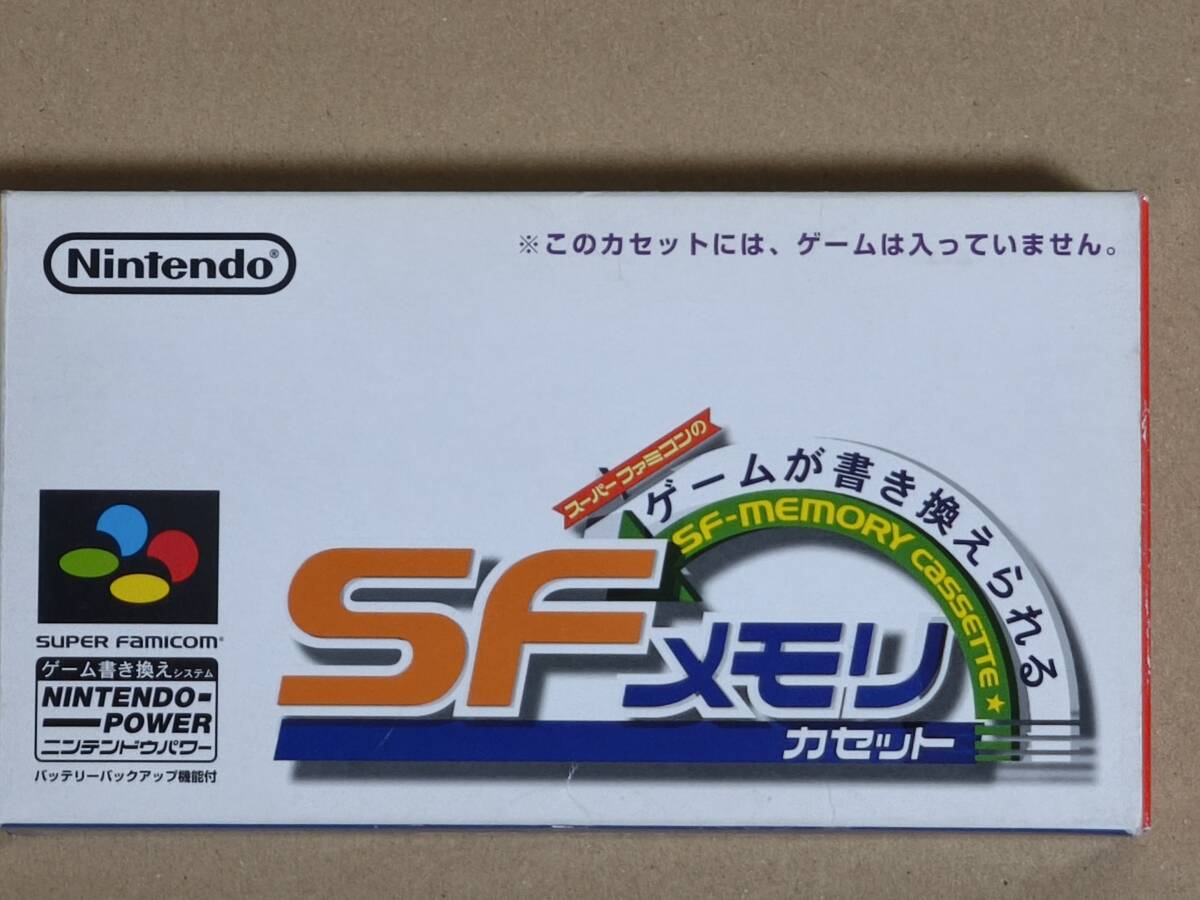 Nintendo®
※このカセットには、ゲームは入っていません。
スーパーファミコンの
ゲームが書き換えられる
SF-MEMORY CASSETTE★
SFメモリ
カセット
SUPER FAMICOM
ゲーム書き換えシステム
NINTENDO-
POWER
ニンテンドウパワー
バッテリーバックアップ機能付